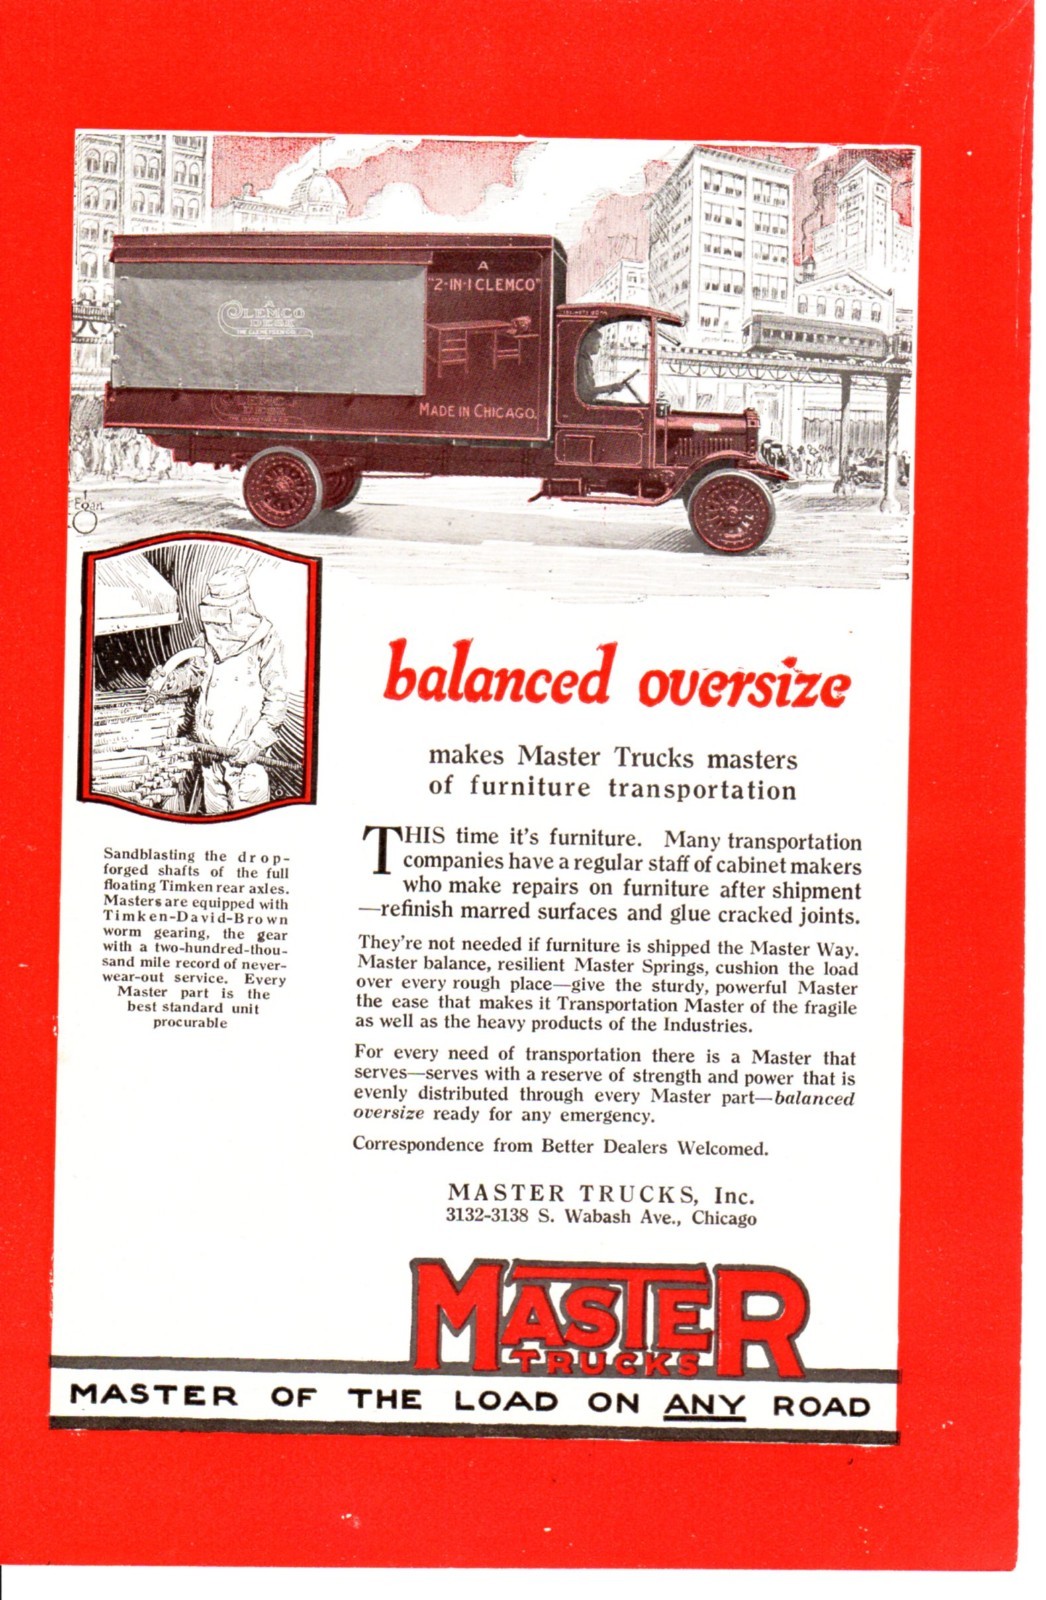 A
"2-IN-1 CLEMCO"
A
CLEMCO
DESK
MADE IN CHICAGO.
CLEMCO
DESK
Egan
balanced oversize
makes Master Trucks masters
of furniture transportation
THIS time it's furniture. Many transportation
companies have a regular staff of cabinet makers
who make repairs on furniture after shipment
—refinish marred surfaces and glue cracked joints.
They're not needed if furniture is shipped the Master Way.
Master balance, resilient Master Springs, cushion the load
over every rough place—give the sturdy, powerful Master
the ease that makes it Transportation Master of the fragile
as well as the heavy products of the Industries.
For every need of transportation there is a Master that
serves—serves with a reserve of strength and power that is
evenly distributed through every Master part—balanced
oversize ready for any emergency.
Correspondence from Better Dealers Welcomed.
MASTER TRUCKS, Inc.
3132-3138 S. Wabash Ave., Chicago
Sandblasting the drop-
forged shafts of the full
floating Timken rear axles.
Masters are equipped with
Timken-David-Brown
worm gearing, the gear
with a two-hundred-thou-
sand mile record of never-
wear-out service. Every
Master part is the
best standard unit
procurable
MASTER
TRUCKS
MASTER OF THE LOAD ON ANY ROAD